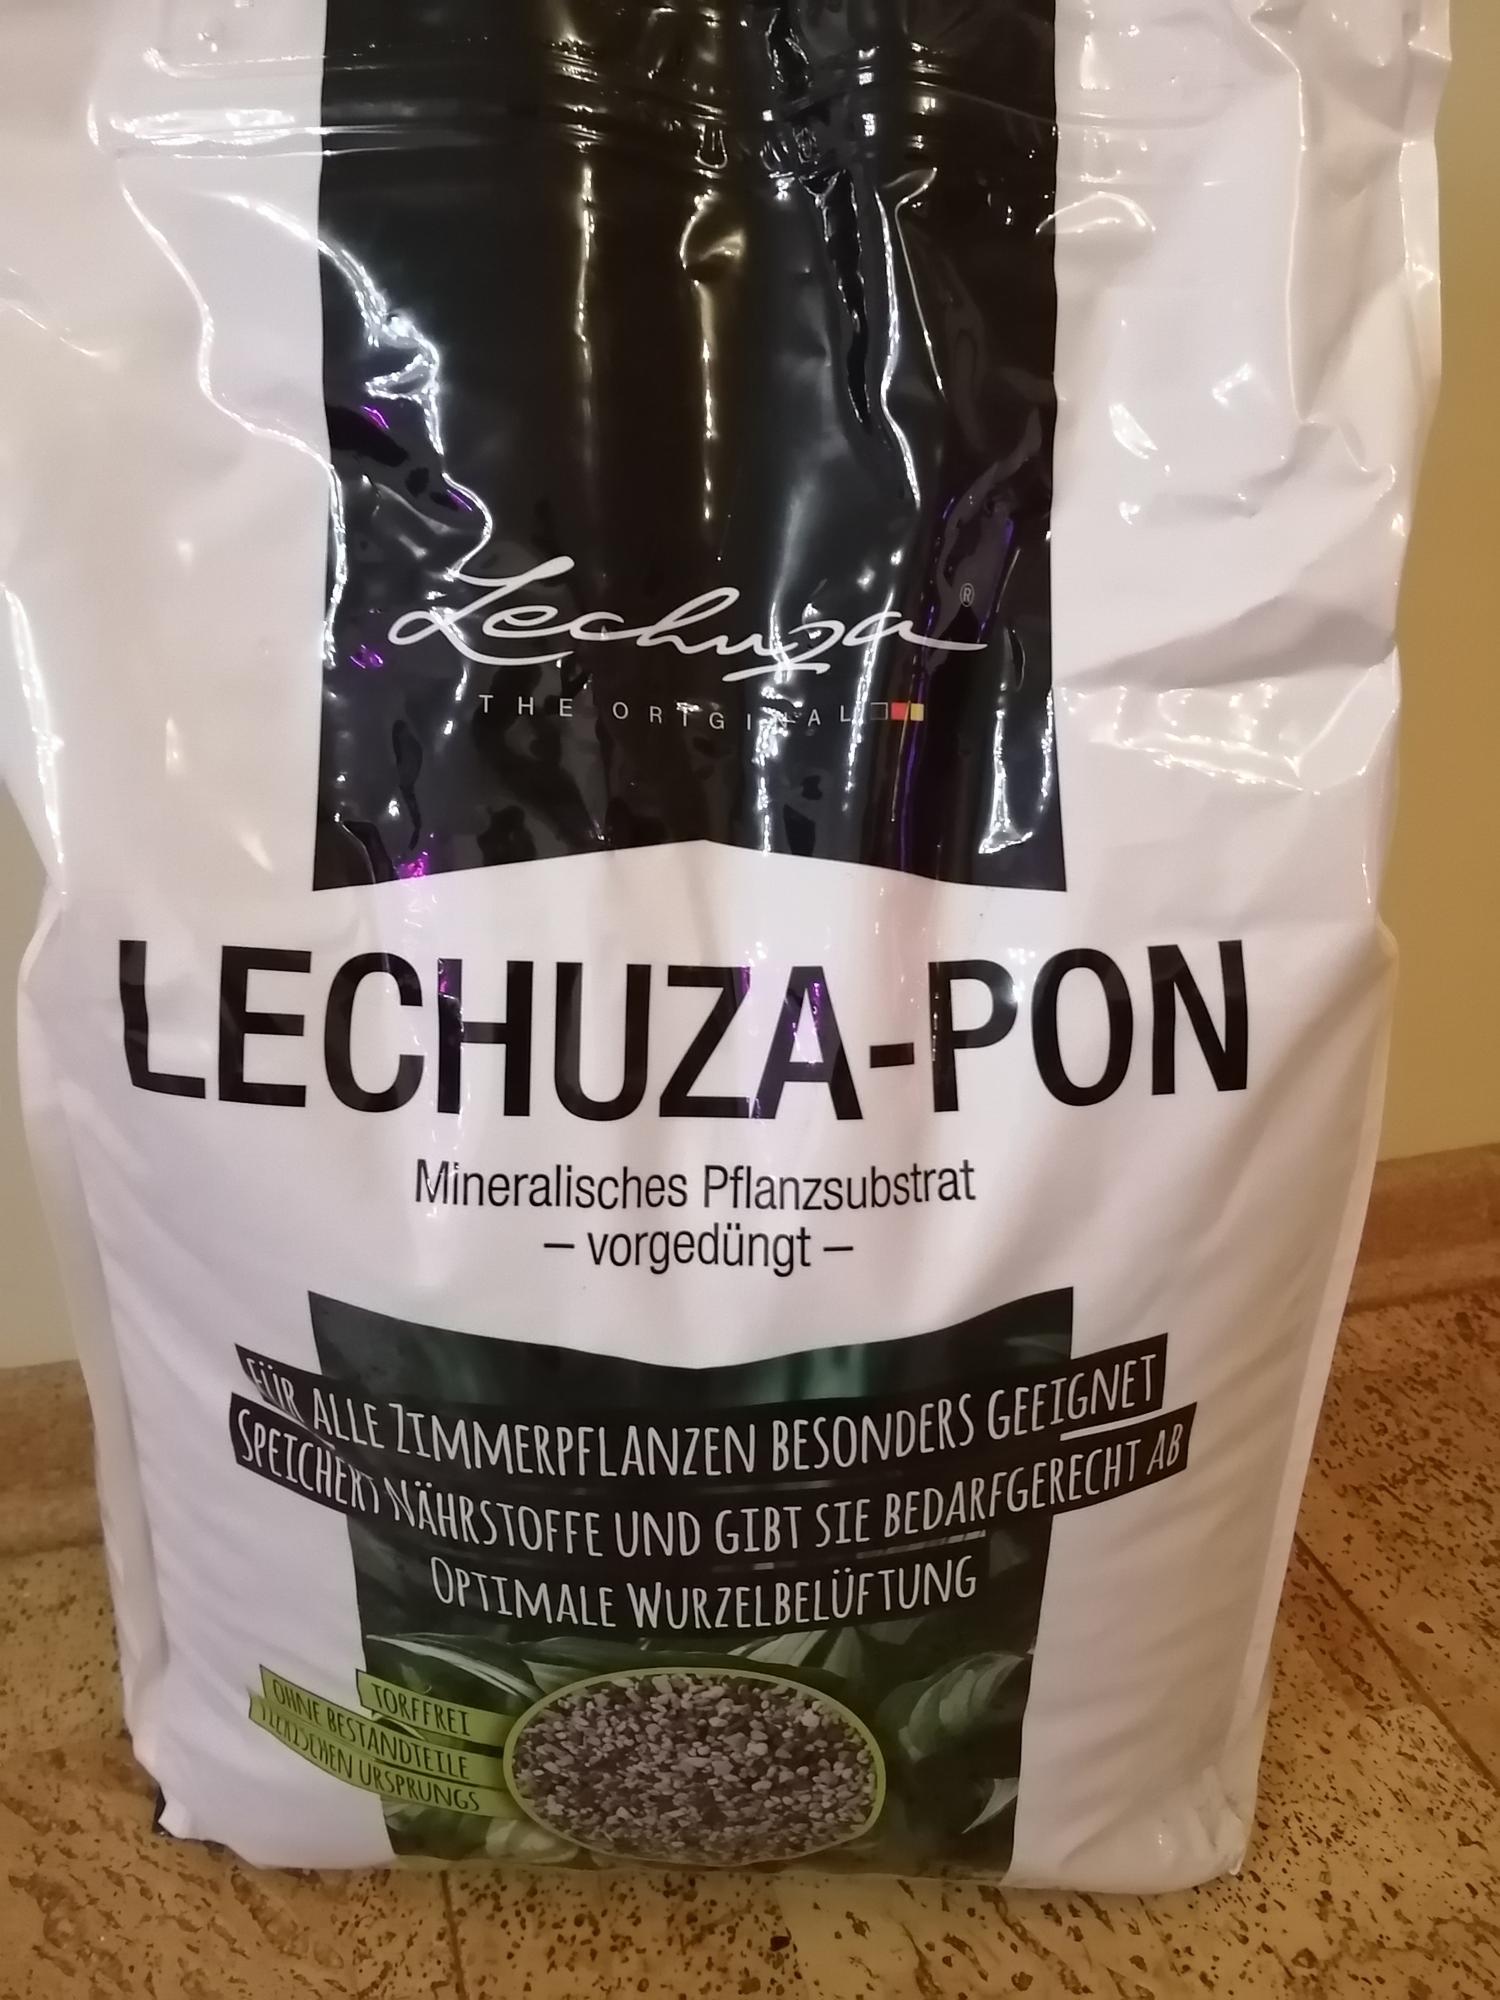 Lechuza®
THE ORIGINAL
LECHUZA-PON
Mineralisches Pflanzsubstrat
– vorgedüngt –
FÜR ALLE ZIMMERPFLANZEN BESONDERS GEEIGNET
SPEICHERT NÄHRSTOFFE UND GIBT SIE BEDARFGERECHT AB
OPTIMALE WURZELBELÜFTUNG
TORFFREI
OHNE BESTANDTEILE
TIERISCHEN URSPRUNGS